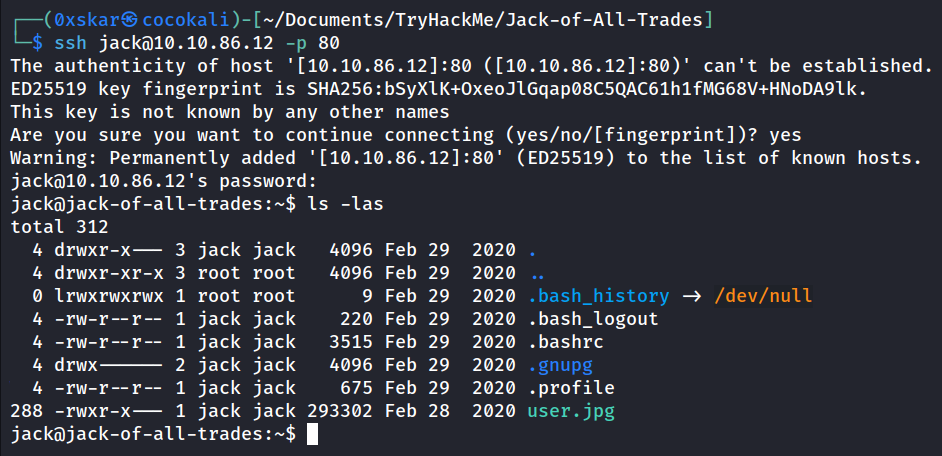 ┌──(0xskar㉿cocokali)-[~/Documents/TryHackMe/Jack-of-All-Trades]
└─$ ssh jack@10.10.86.12 -p 80
The authenticity of host '[10.10.86.12]:80 ([10.10.86.12]:80)' can't be established.
ED25519 key fingerprint is SHA256:bSyXlK+OxeoJlGqap08C5QAC61h1fMG68V+HNoDA9lk.
This key is not known by any other names
Are you sure you want to continue connecting (yes/no/[fingerprint])? yes
Warning: Permanently added '[10.10.86.12]:80' (ED25519) to the list of known hosts.
jack@10.10.86.12's password:
jack@jack-of-all-trades:~$ ls -las
total 312
  4 drwxr-x--- 3 jack jack   4096 Feb 29  2020 .
  4 drwxr-xr-x 3 root root   4096 Feb 29  2020 ..
  0 lrwxrwxrwx 1 root root      9 Feb 29  2020 .bash_history -> /dev/null
  4 -rw-r--r-- 1 jack jack    220 Feb 29  2020 .bash_logout
  4 -rw-r--r-- 1 jack jack   3515 Feb 29  2020 .bashrc
  4 drwx------ 2 jack jack   4096 Feb 29  2020 .gnupg
  4 -rw-r--r-- 1 jack jack    675 Feb 29  2020 .profile
288 -rwxr-x--- 1 jack jack 293302 Feb 28  2020 user.jpg
jack@jack-of-all-trades:~$